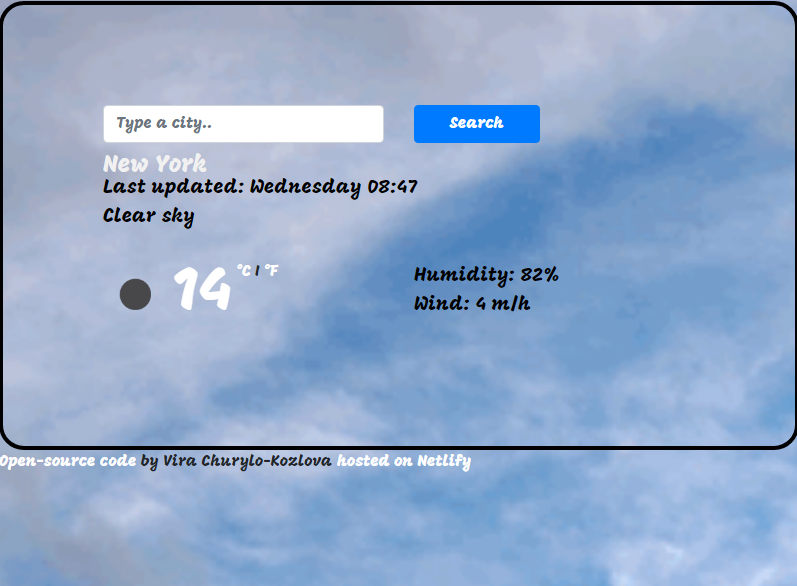 Type a city..
Search
New York
Last updated: Wednesday 08:47
Clear sky
14 °C | °F
Humidity: 82%
Wind: 4 m/h
Open-source code by Vira Churylo-Kozlova hosted on Netlify